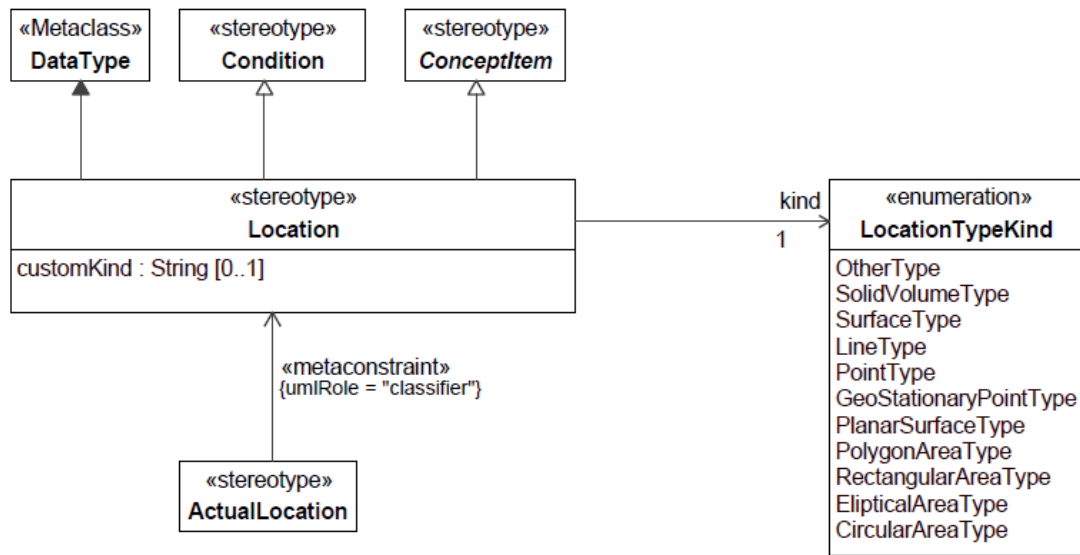 «Metaclass»
DataType
«stereotype»
Condition
«stereotype»
ConceptItem
«stereotype»
Location
customKind : String [0..1]
kind
1
«enumeration»
LocationTypeKind
OtherType
SolidVolumeType
SurfaceType
LineType
PointType
GeoStationaryPointType
PlanarSurfaceType
PolygonAreaType
RectangularAreaType
ElipticalAreaType
CircularAreaType
«metaconstraint»
{umlRole = "classifier"}
«stereotype»
ActualLocation